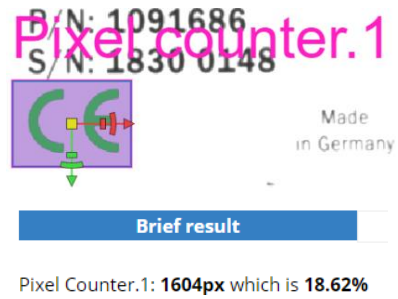 P/N: 1091686
Pixel counter.1
S/N: 1830 0148
CE
Made
in Germany
Brief result
Pixel Counter.1: 1604px which is 18.62%